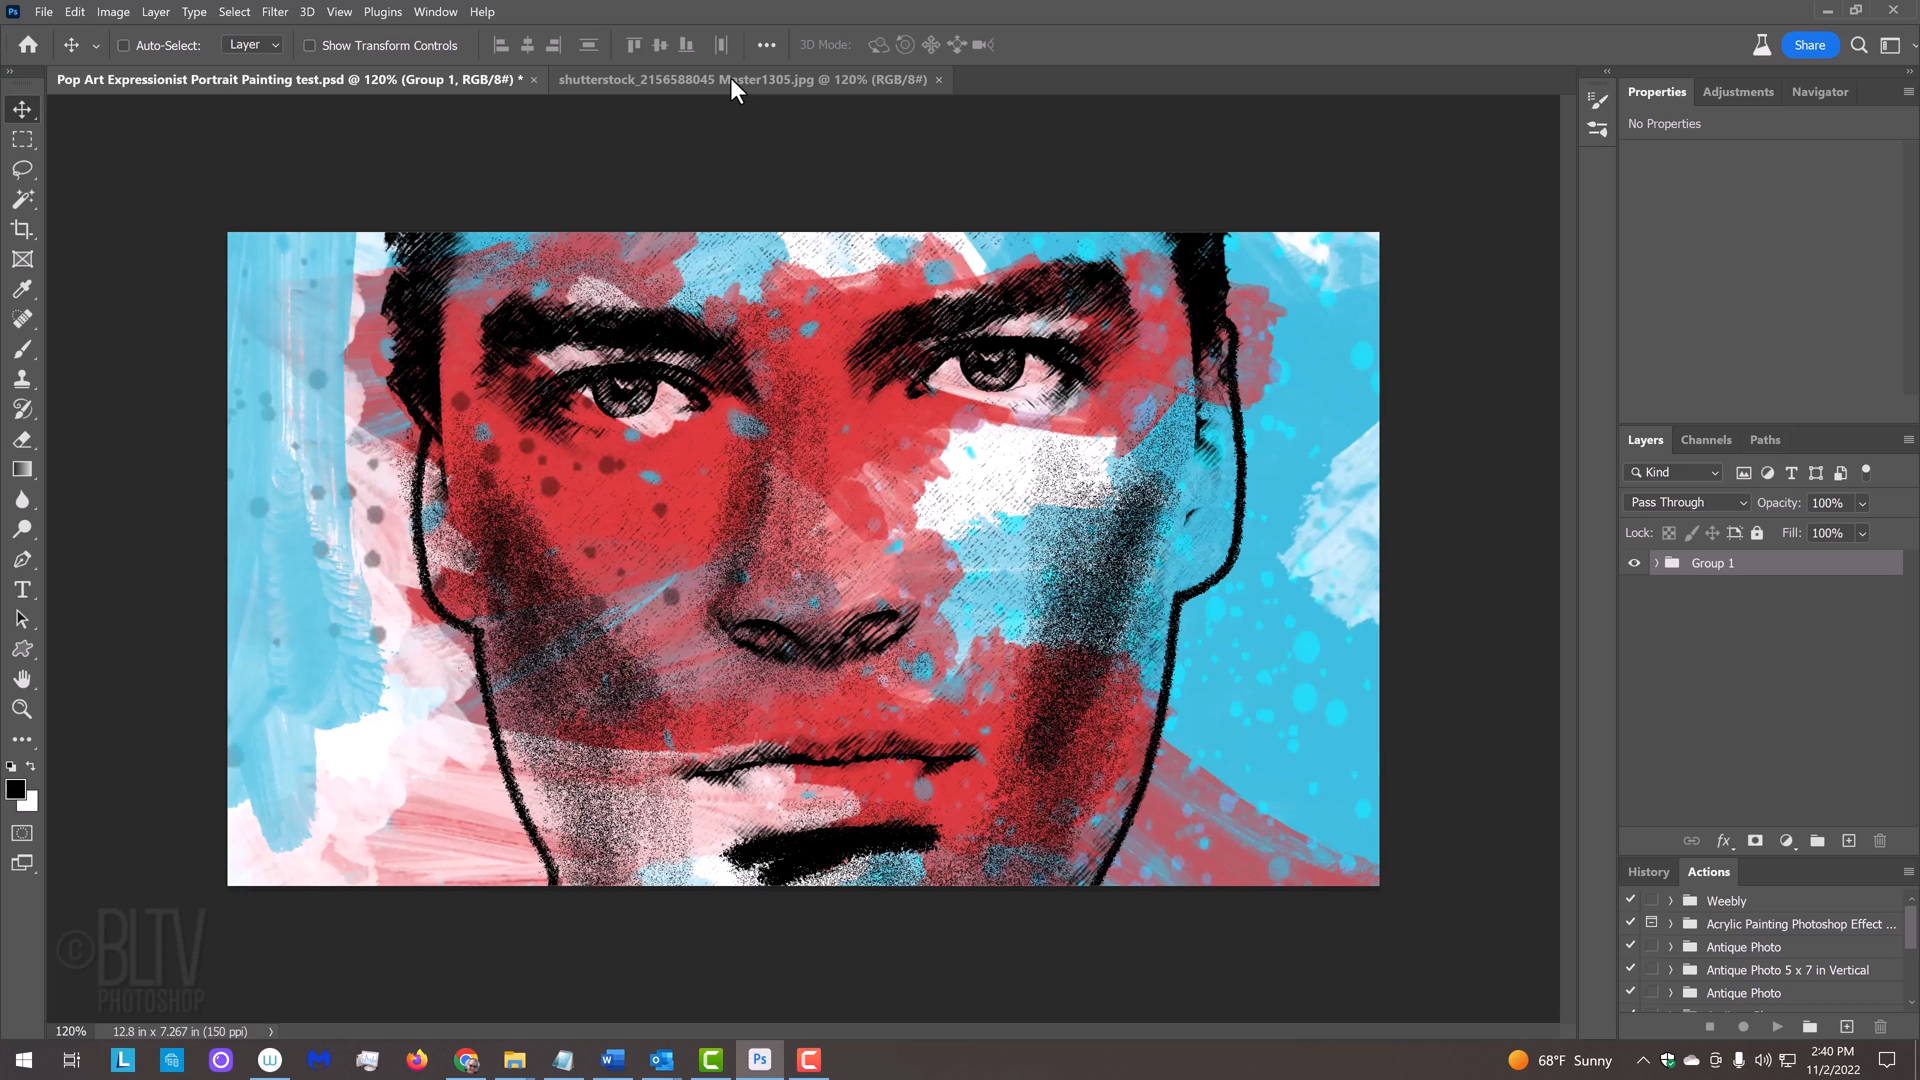 Ps File Edit Image Layer Type Select Filter 3D View Plugins Window Help
Auto-Select: Layer Show Transform Controls 3D Mode: Share
Pop Art Expressionist Portrait Painting test.psd @ 120% (Group 1, RGB/8#) * × shutterstock_2156588045 Master1305.jpg @ 120% (RGB/8#) ×
Properties Adjustments Navigator
No Properties
Layers Channels Paths
Kind
Pass Through Opacity: 100%
Lock: Fill: 100%
Group 1
fx
History Actions
Weebly
Acrylic Painting Photoshop Effect ...
Antique Photo
Antique Photo 5 x 7 in Vertical
Antique Photo
© BLTV
PHOTOSHOP
120% 12.8 in x 7.267 in (150 ppi)
68°F Sunny
2:40 PM
11/2/2022